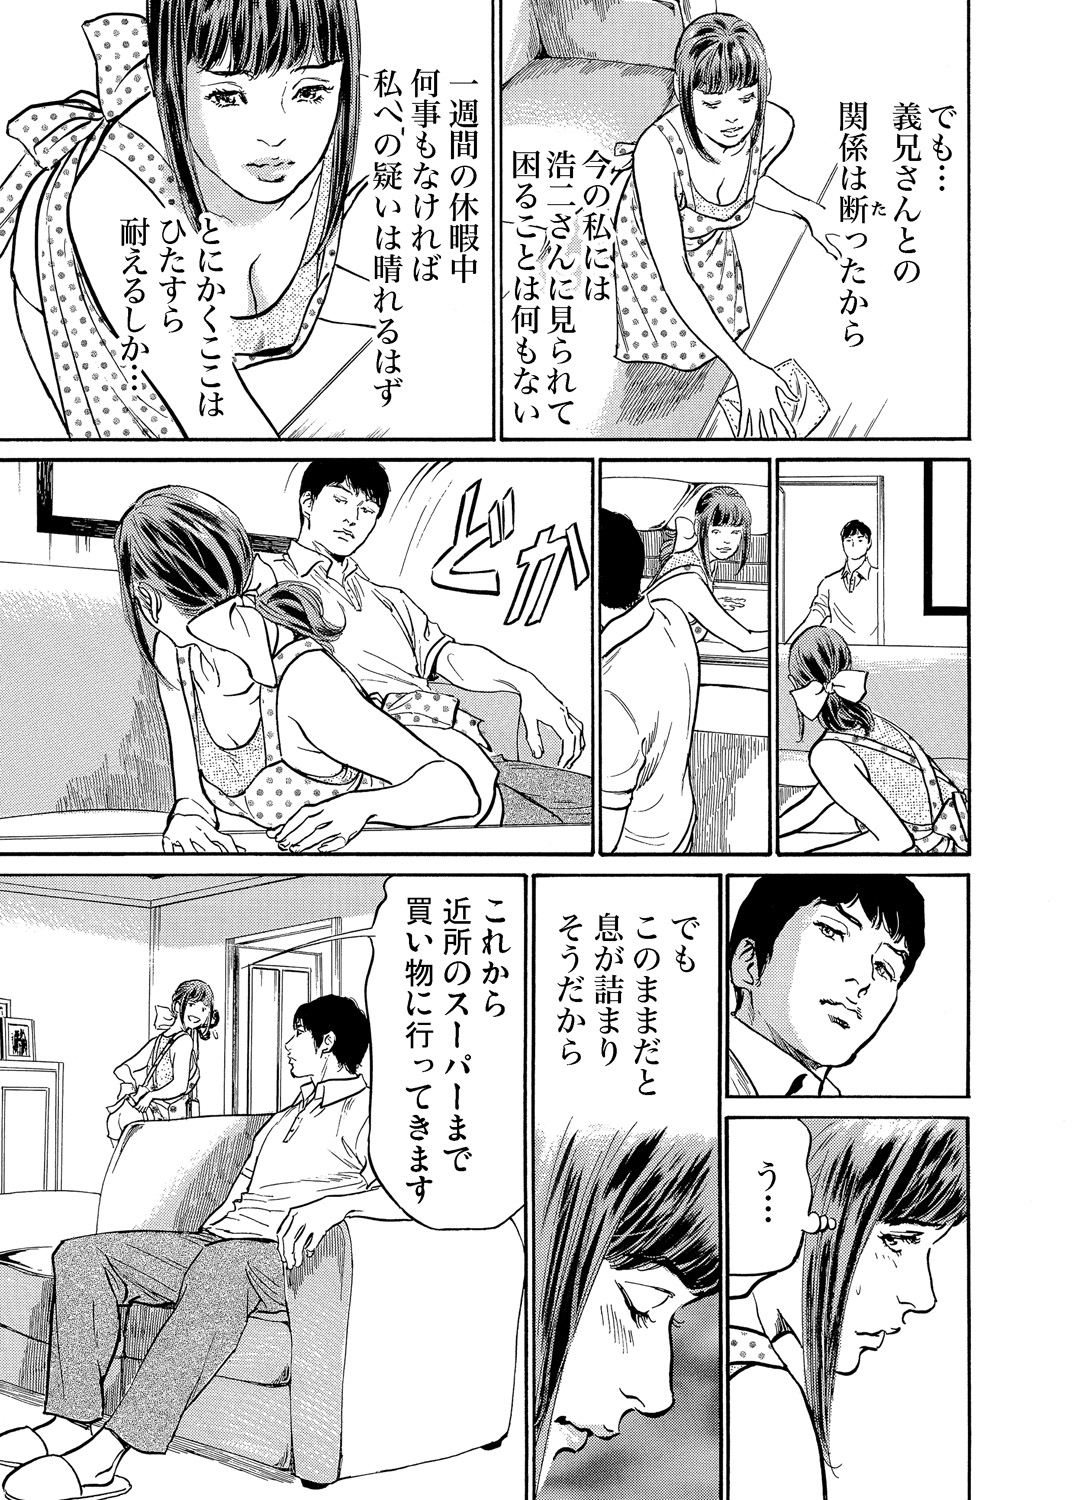 でも…
義兄さんとの
関係は断ったから
た
今の私には
浩二さんに見られて
困ることは何もない
一週間の休暇中
何事もなければ
私への疑いは晴れるはず
とにかくここは
ひたすら
耐えるしか…
どかっ
う…
でも
このままだと
息が詰まり
そうだから
これから
近所のスーパーまで
買い物に行ってきます